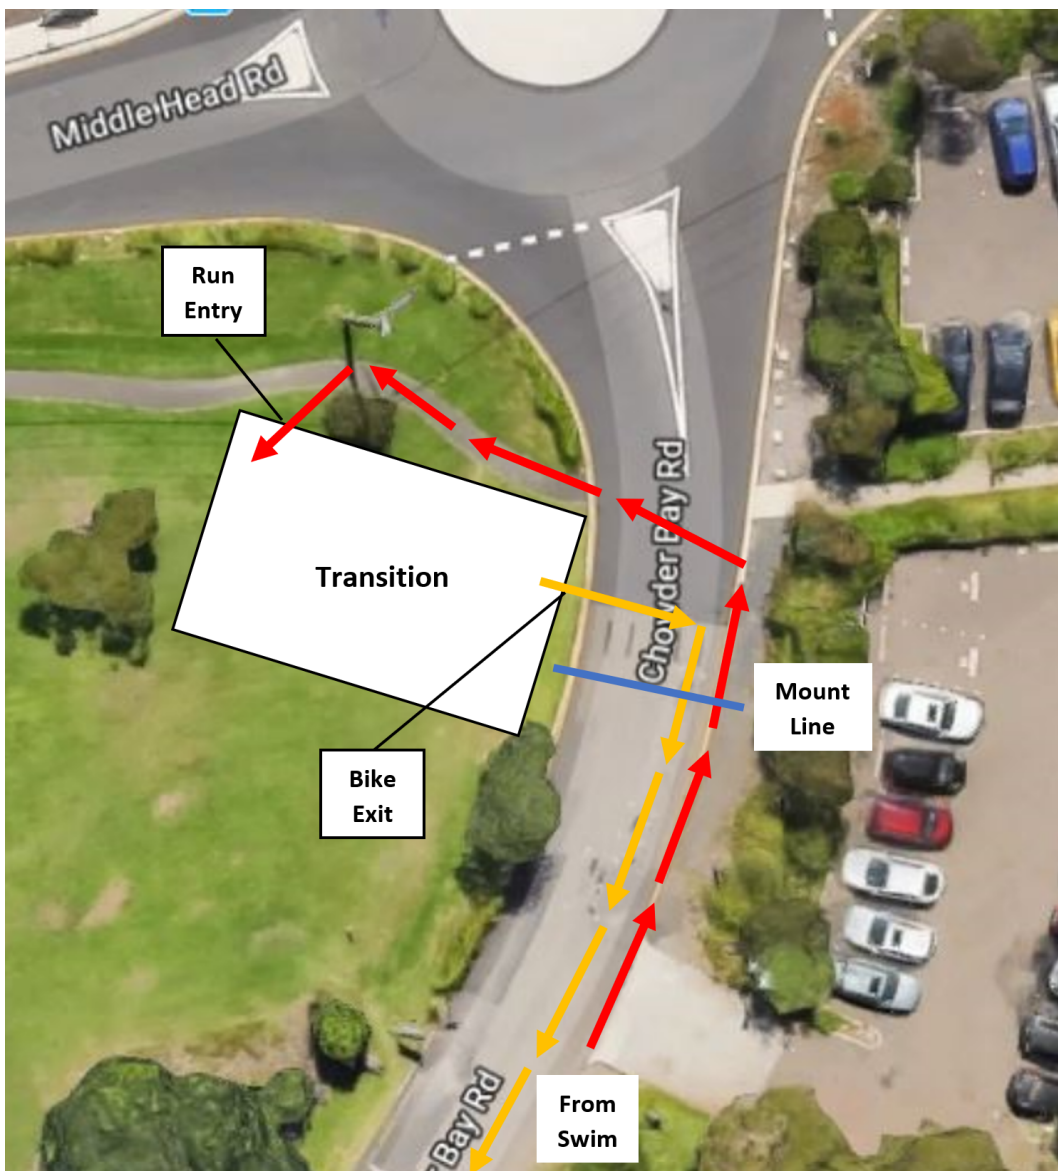 Middle Head Rd
Run
Entry
Chowder Bay Rd
Transition
Mount
Line
Bike
Exit
From
Swim
Bay Rd